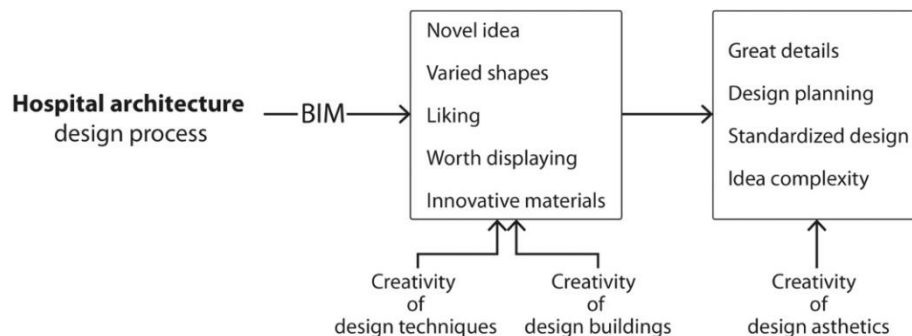 Hospital architecture
design process
BIM
Novel idea
Varied shapes
Liking
Worth displaying
Innovative materials
Great details
Design planning
Standardized design
Idea complexity
Creativity
of
design techniques
Creativity
of
design buildings
Creativity
of
design asthetics